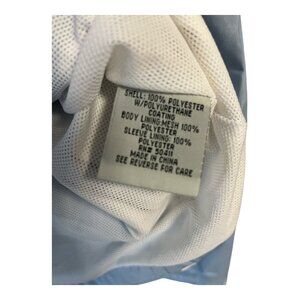 SHELL: 100% POLYESTER
W/POLYURETHANE
COATING
BODY LINING: MESH 100%
POLYESTER
SLEEVE LINING: 100%
POLYESTER
RN# 50411
MADE IN CHINA
SEE REVERSE FOR CARE